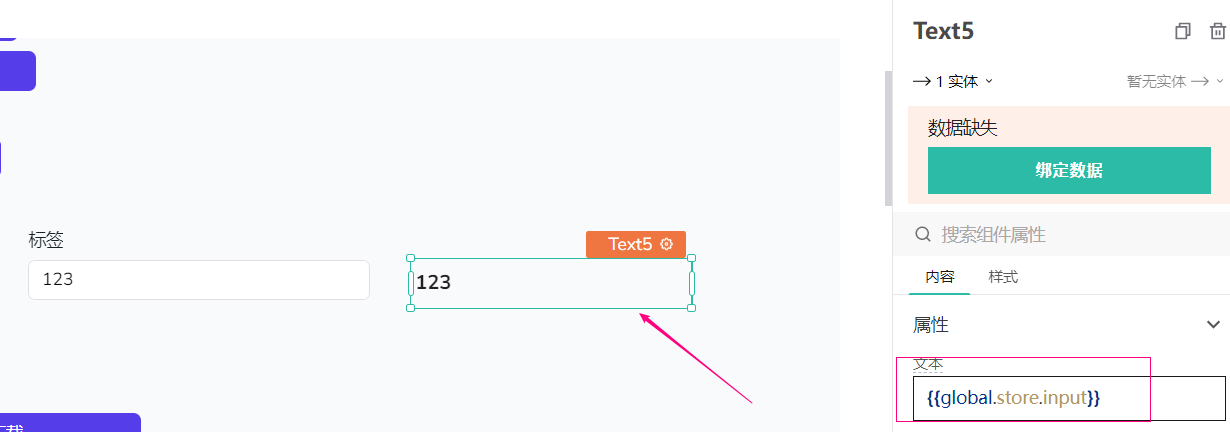 Text5
1 实体
暂无实体
数据缺失
绑定数据
搜索组件属性
内容
样式
属性
文本
{{global.store.input}}
标签
123
Text5
123